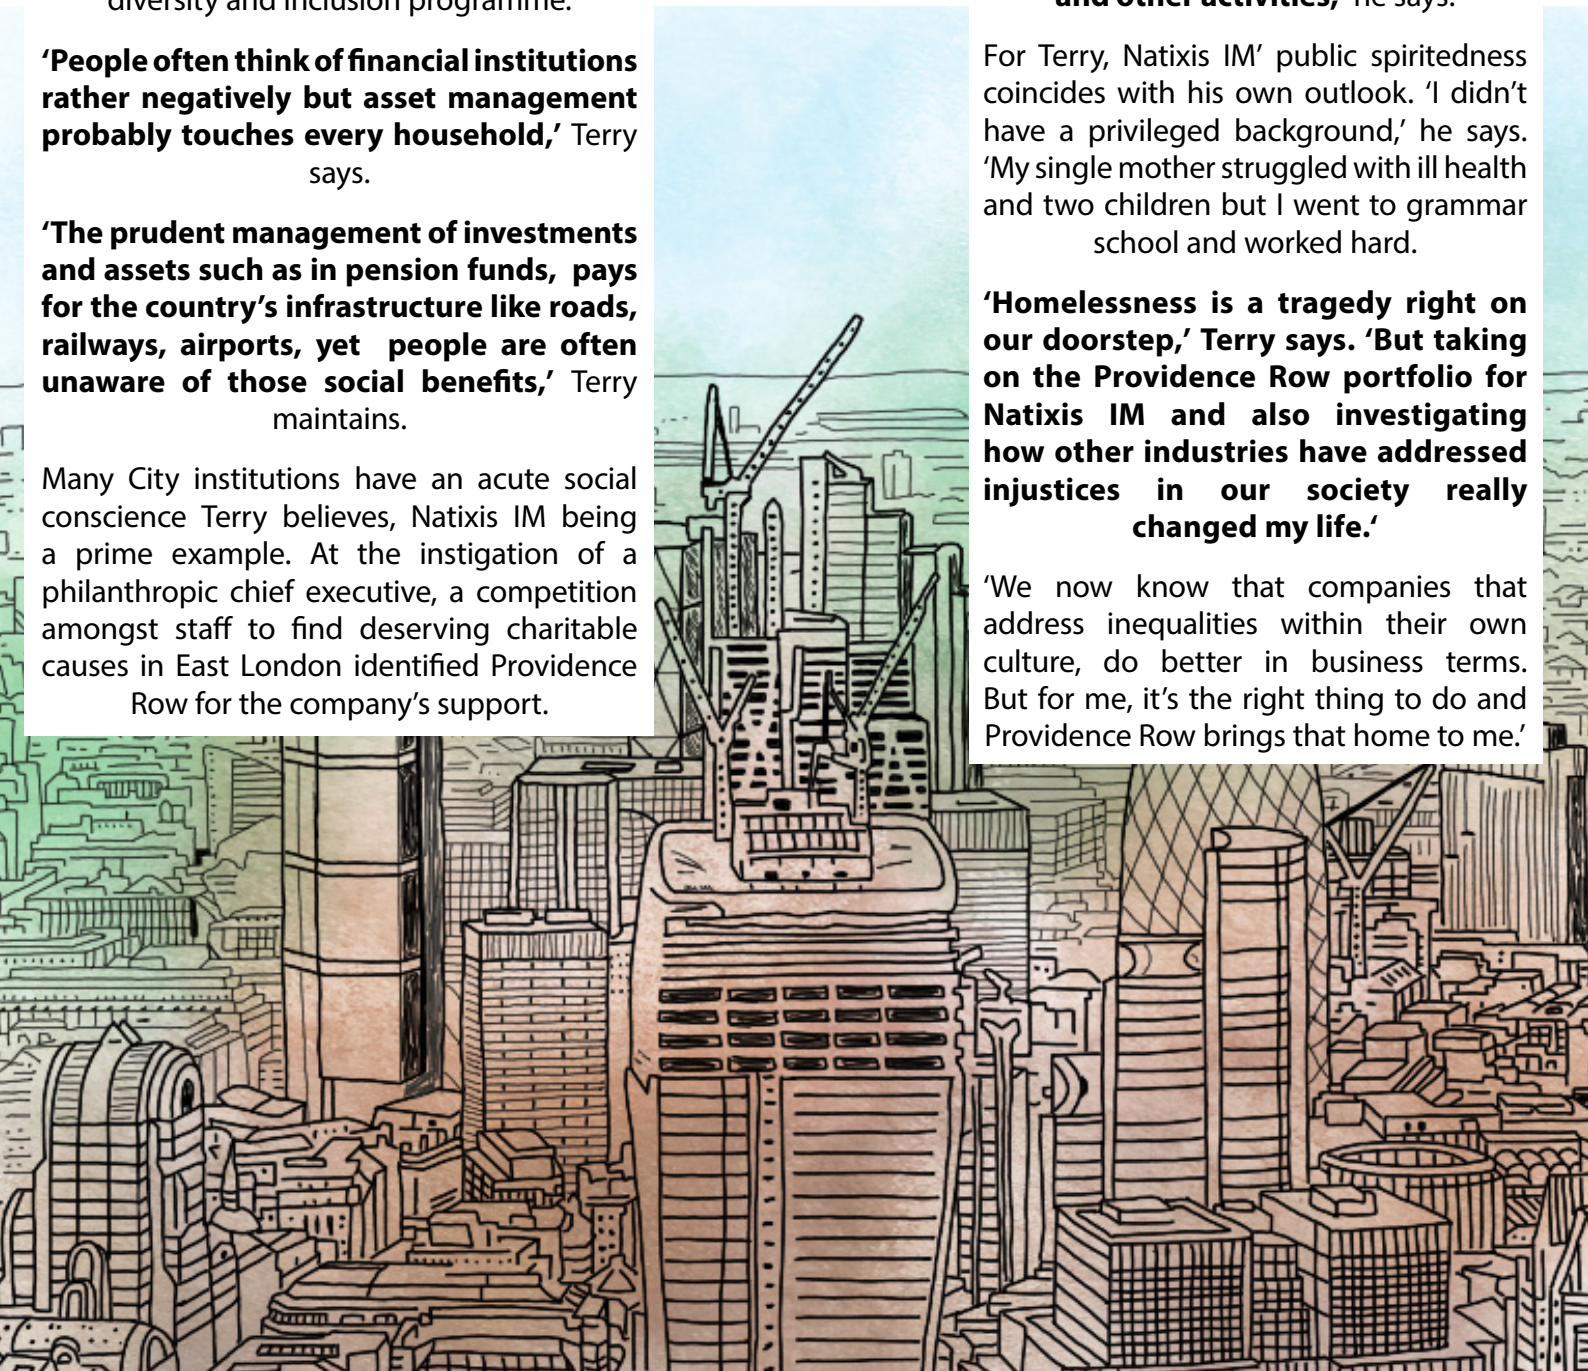 diversity and inclusion programme.
‘People often think of financial institutions
rather negatively but asset management
probably touches every household,’ Terry
says.
‘The prudent management of investments
and assets such as in pension funds,  pays
for the country’s infrastructure like roads,
railways, airports, yet  people are often
unaware of those social benefits,’ Terry
maintains.
Many City institutions have an acute social
conscience Terry believes, Natixis IM being
a prime example. At the instigation of a
philanthropic chief executive, a competition
amongst staff to find deserving charitable
causes in East London identified Providence
Row for the company’s support.
and other activities,’ he says.
For Terry, Natixis IM’ public spiritedness
coincides with his own outlook. ‘I didn’t
have a privileged background,’ he says.
‘My single mother struggled with ill health
and two children but I went to grammar
school and worked hard.
‘Homelessness is a tragedy right on
our doorstep,’ Terry says. ‘But taking
on the Providence Row portfolio for
Natixis IM and also investigating
how other industries have addressed
injustices in our society really
changed my life.‘
‘We now know that companies that
address inequalities within their own
culture, do better in business terms.
But for me, it’s the right thing to do and
Providence Row brings that home to me.’